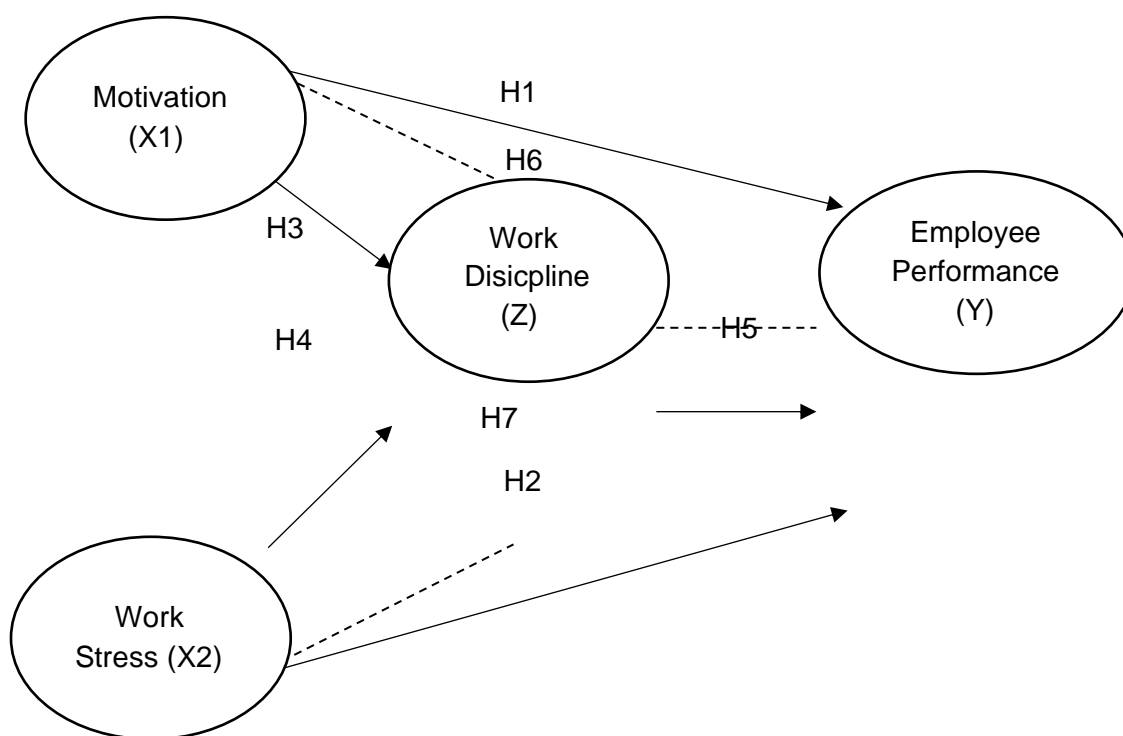 Motivation
(X1)
H1
H6
H3
Work
Disicpline
(Z)
Employee
Performance
(Y)
H4
H5
H7
H2
Work
Stress (X2)